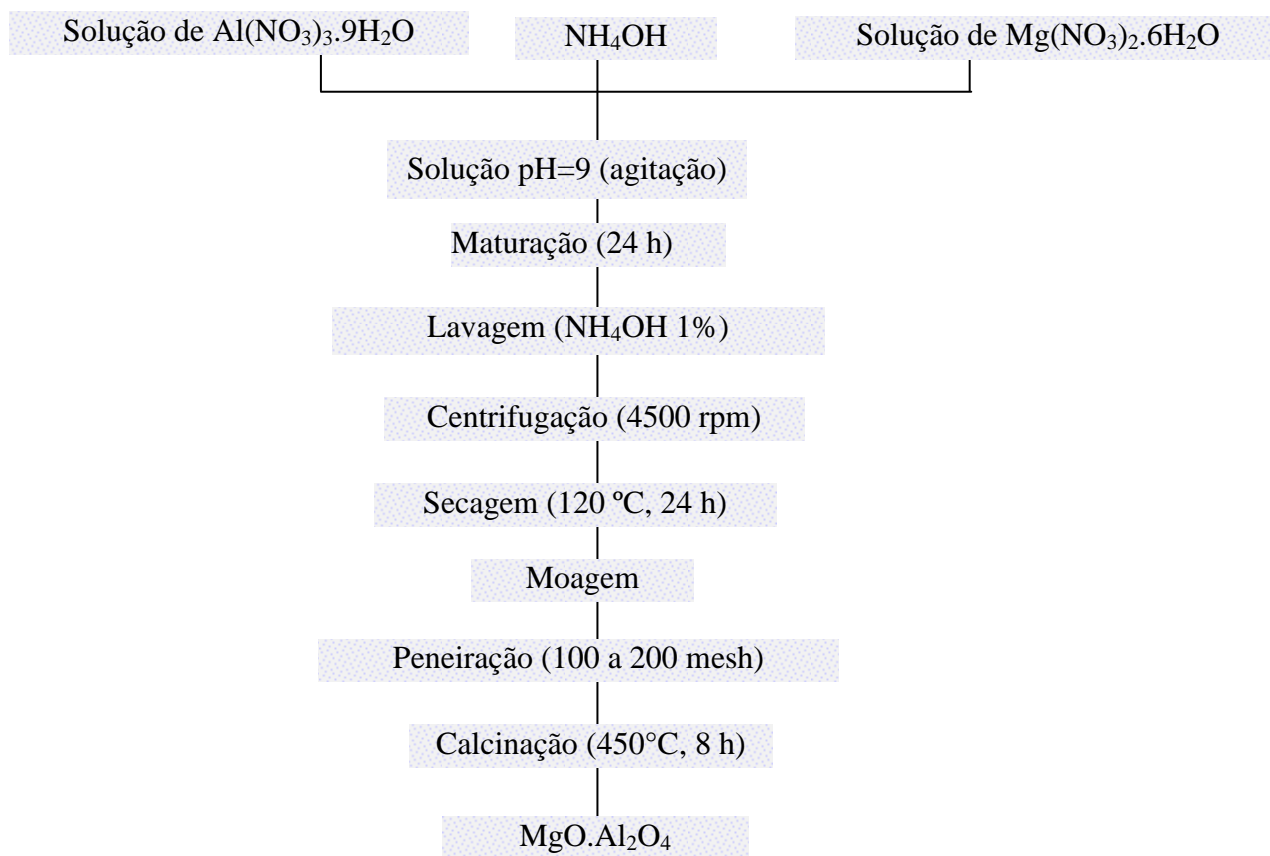 Solução de Al(NO₃)₃.9H₂O
NH₄OH
Solução de Mg(NO₃)₂.6H₂O
Solução pH=9 (agitação)
Maturação (24 h)
Lavagem (NH₄OH 1%)
Centrifugação (4500 rpm)
Secagem (120 ºC, 24 h)
Moagem
Peneiração (100 a 200 mesh)
Calcinação (450°C, 8 h)
MgO.Al₂O₄